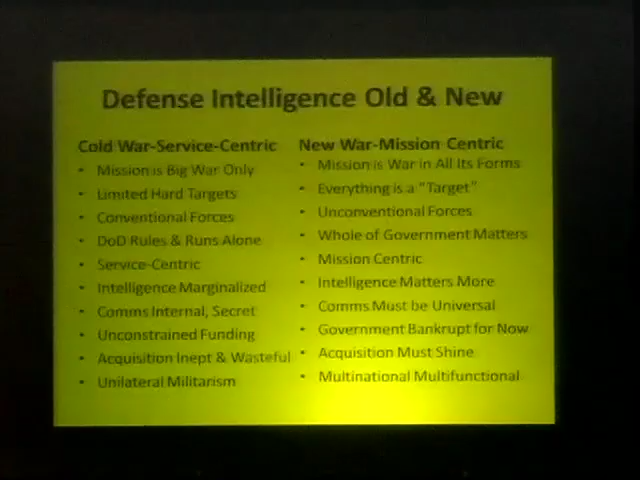 Defense Intelligence Old & New
Cold War-Service-Centric
• Mission is Big War Only
• Limited Hard Targets
• Conventional Forces
• DoD Rules & Runs Alone
• Service-Centric
• Intelligence Marginalized
• Comms Internal, Secret
• Unconstrained Funding
• Acquisition Inept & Wasteful
• Unilateral Militarism
New War-Mission Centric
• Mission is War in All Its Forms
• Everything is a "Target"
• Unconventional Forces
• Whole of Government Matters
• Mission Centric
• Intelligence Matters More
• Comms Must be Universal
• Government Bankrupt for Now
• Acquisition Must Shine
• Multinational Multifunctional